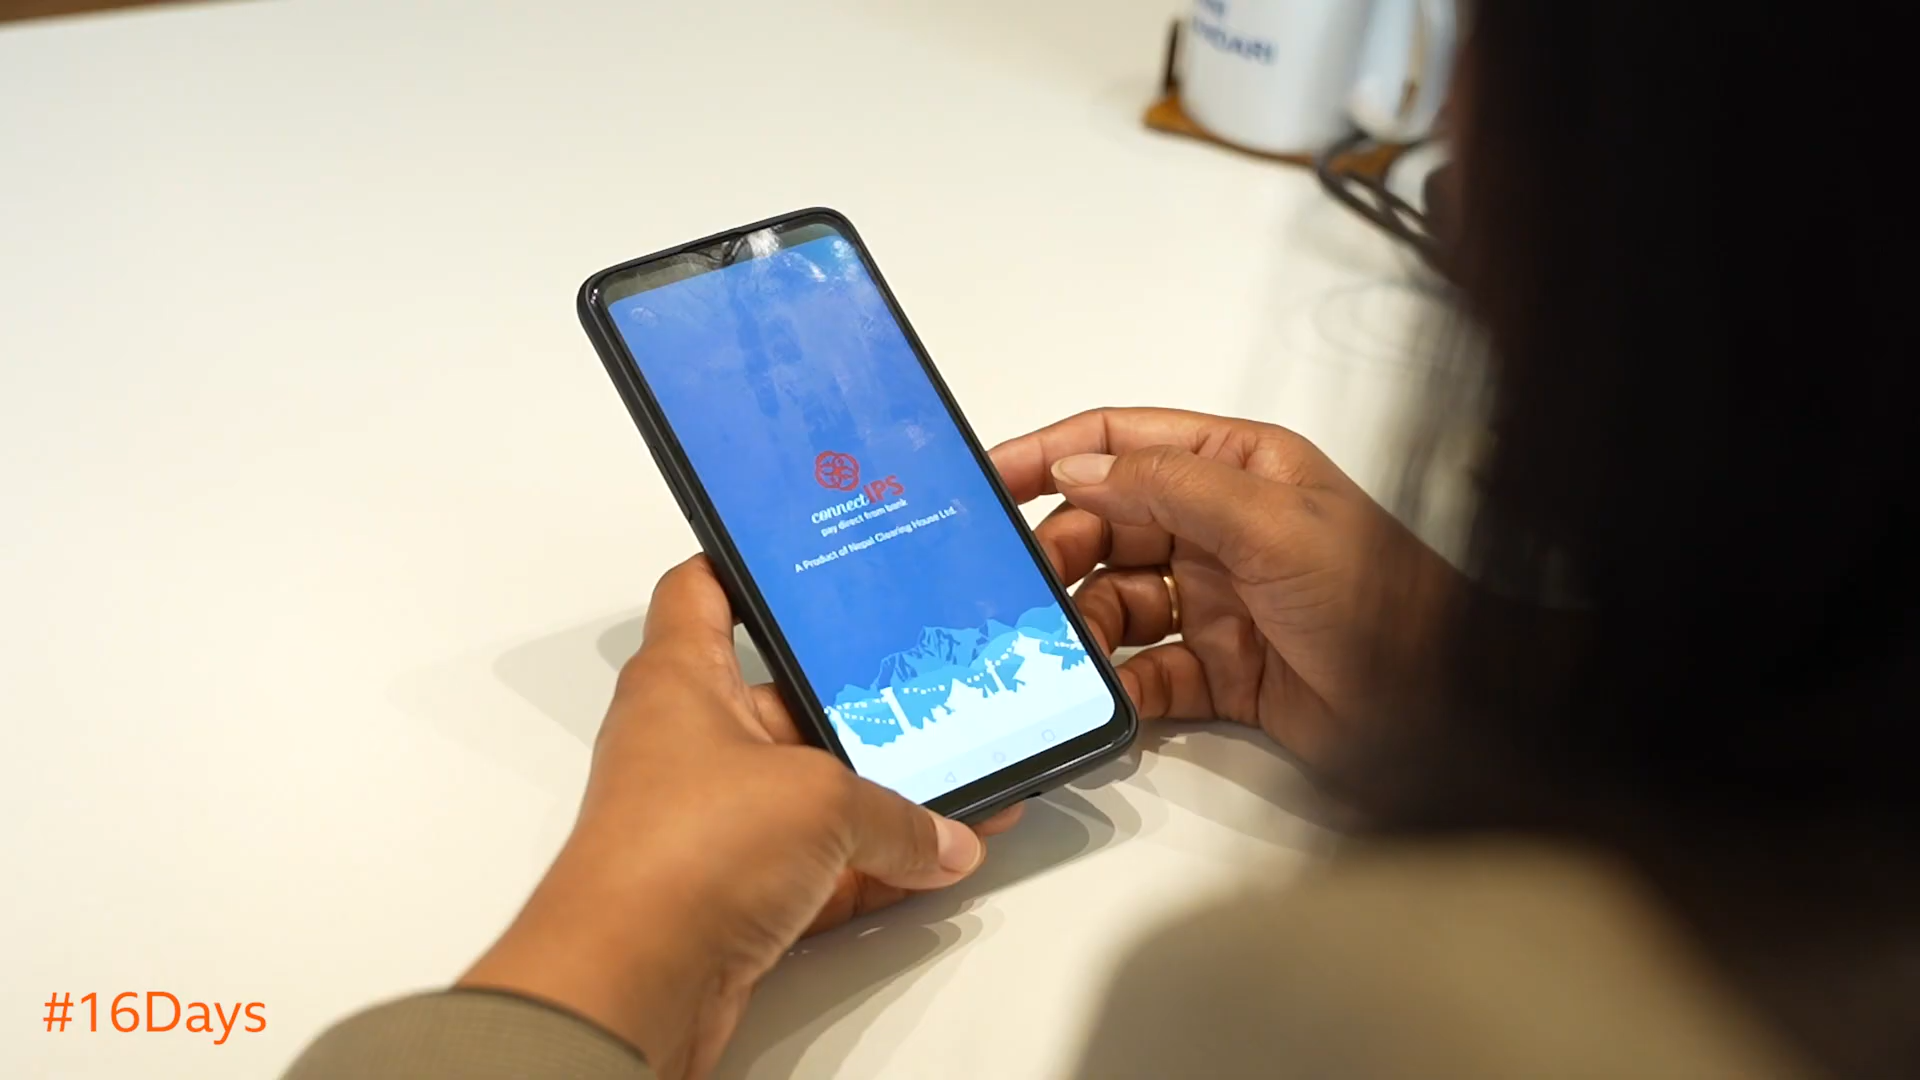 connectIPS
pay direct from bank
A Product of Nepal Clearing House Ltd.
#16Days